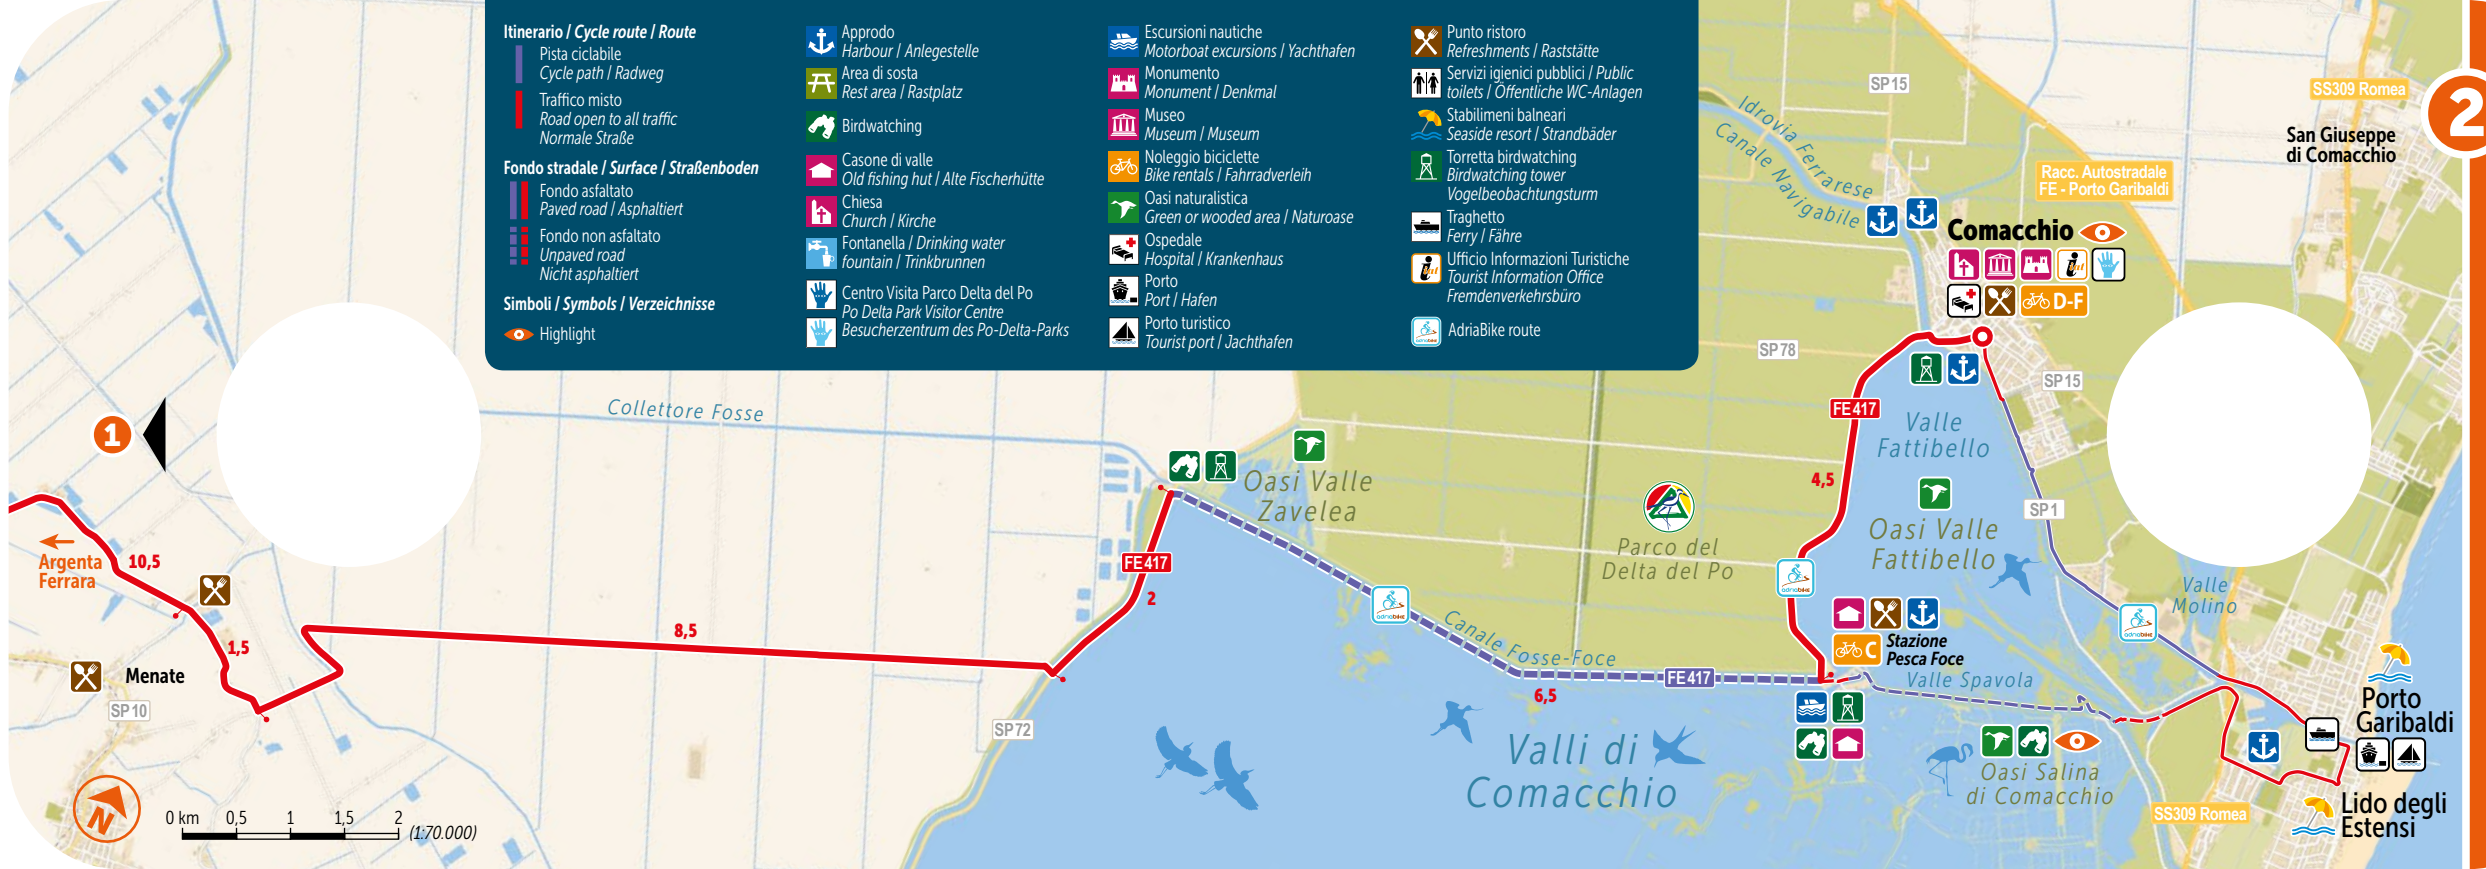 Itinerario / Cycle route / Route
Pista ciclabile
Cycle path / Radweg
Traffico misto
Road open to all traffic
Normale Straße
Fondo stradale / Surface / Straßenboden
Fondo asfaltato
Paved road / Asphaltiert
Fondo non asfaltato
Unpaved road
Nicht asphaltiert
Simboli / Symbols / Verzeichnisse
Highlight
Approdo
Harbour / Anlegestelle
Area di sosta
Rest area / Rastplatz
Birdwatching
Casone di valle
Old fishing hut / Alte Fischerhütte
Chiesa
Church / Kirche
Fontanella / Drinking water
fountain / Trinkbrunnen
Centro Visita Parco Delta del Po
Po Delta Park Visitor Centre
Besucherzentrum des Po-Delta-Parks
Escursioni nautiche
Motorboat excursions / Yachthafen
Monumento
Monument / Denkmal
Museo
Museum / Museum
Noleggio biciclette
Bike rentals / Fahrradverleih
Oasi naturalistica
Green or wooded area / Naturoase
Ospedale
Hospital / Krankenhaus
Porto
Port / Hafen
Porto turistico
Tourist port / Jachthafen
Punto ristoro
Refreshments / Raststätte
Servizi igienici pubblici / Public
toilets / Öffentliche WC-Anlagen
Stabilimeni balneari
Seaside resort / Strandbäder
Torretta birdwatching
Birdwatching tower
Vogelbeobachtungsturm
Traghetto
Ferry / Fähre
Ufficio Informazioni Turistiche
Tourist Information Office
Fremdenverkehrsbüro
adriabike
AdriaBike route
SP15
Idrovia Ferrarese
Canale Navigabile
SS309 Romea
2
San Giuseppe
di Comacchio
Racc. Autostradale
FE - Porto Garibaldi
Comacchio
D-F
SP78
SP15
FE417
Valle
Fattibello
4,5
Oasi Valle
Fattibello
SP1
Collettore Fosse
1
Oasi Valle
Zavelea
Parco del
Delta del Po
Argenta
Ferrara
10,5
FE417
2
adriabike
adriabike
adriabike
Valle
Molino
1,5
8,5
Canale Fosse-Foce
C
Stazione
Pesca Foce
Valle Spavola
FE417
6,5
Menate
SP10
SP72
Porto
Garibaldi
Valli di
Comacchio
Oasi Salina
di Comacchio
SS309 Romea
Lido degli
Estensi
N
0 km 0,5 1 1,5 2
(1:70.000)